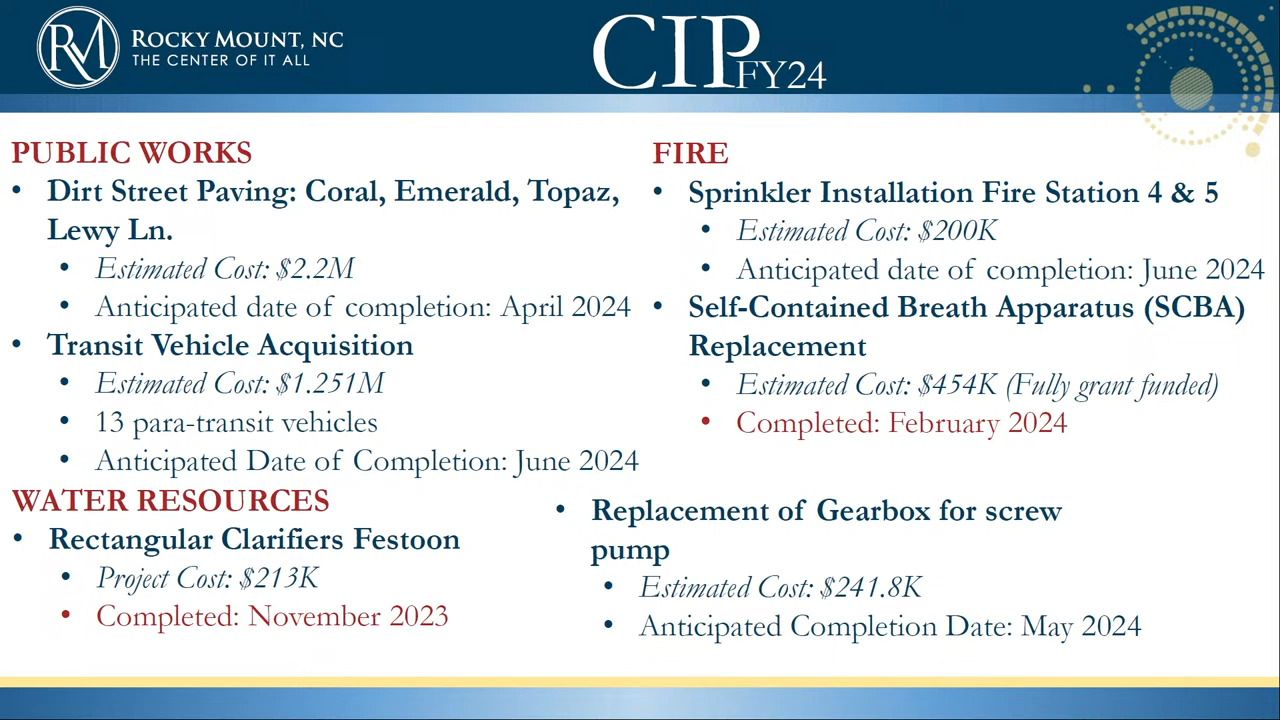 ROCKY MOUNT, NC
THE CENTER OF IT ALL
CIP FY24
PUBLIC WORKS
• Dirt Street Paving: Coral, Emerald, Topaz,
Lewy Ln.
• Estimated Cost: $2.2M
• Anticipated date of completion: April 2024
• Transit Vehicle Acquisition
• Estimated Cost: $1.251M
• 13 para-transit vehicles
• Anticipated Date of Completion: June 2024
FIRE
• Sprinkler Installation Fire Station 4 & 5
• Estimated Cost: $200K
• Anticipated date of completion: June 2024
• Self-Contained Breath Apparatus (SCBA)
Replacement
• Estimated Cost: $454K (Fully grant funded)
• Completed: February 2024
WATER RESOURCES
• Rectangular Clarifiers Festoon
• Project Cost: $213K
• Completed: November 2023
• Replacement of Gearbox for screw
pump
• Estimated Cost: $241.8K
• Anticipated Completion Date: May 2024